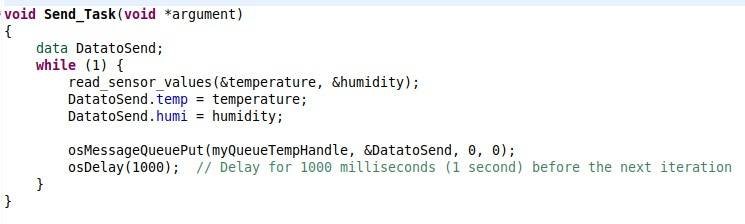 void Send_Task(void *argument)
{
    data DatatoSend;
    while (1) {
        read_sensor_values(&temperature, &humidity);
        DatatoSend.temp = temperature;
        DatatoSend.humi = humidity;

        osMessageQueuePut(myQueueTempHandle, &DatatoSend, 0, 0);
        osDelay(1000);  // Delay for 1000 milliseconds (1 second) before the next iteration
    }
}